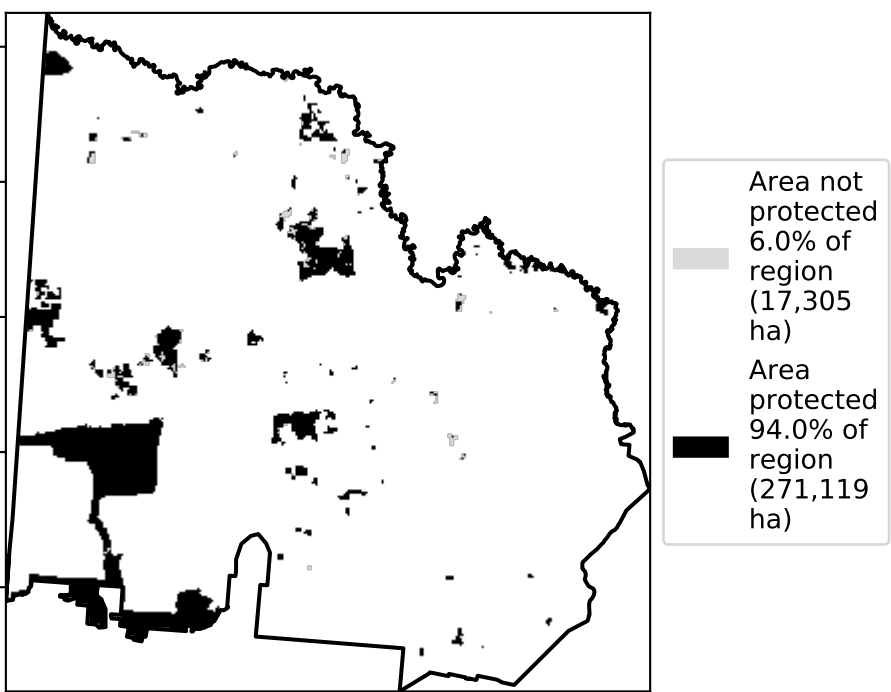 Area not
protected
6.0% of
region
(17,305
ha)
Area
protected
94.0% of
region
(271,119
ha)